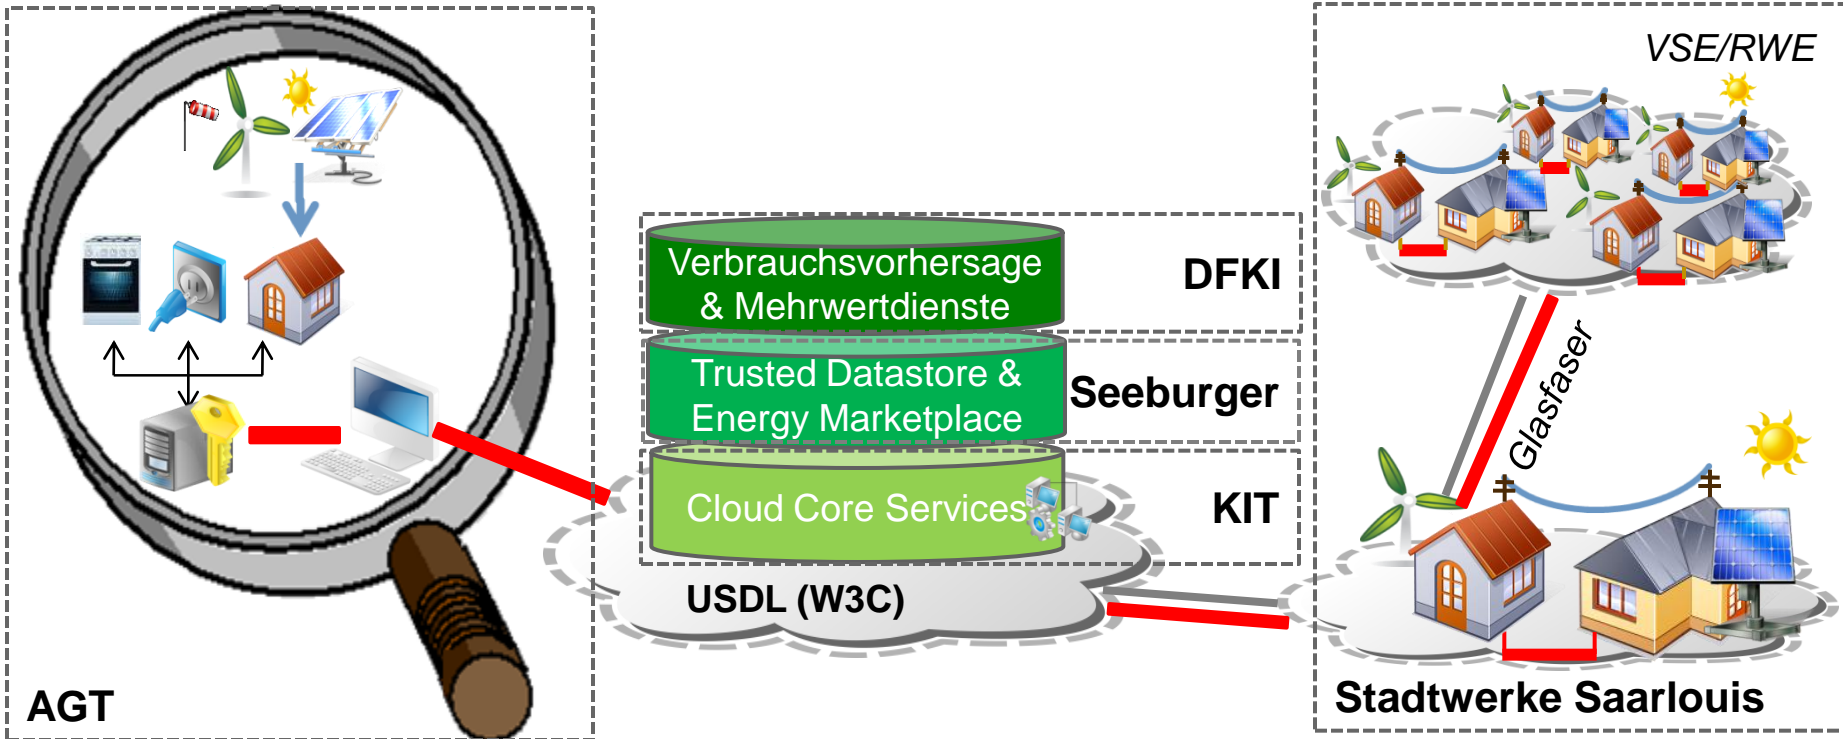 VSE/RWE
Verbrauchsvorhersage
& Mehrwertdienste
DFKI
Trusted Datastore &
Energy Marketplace
Seeburger
Cloud Core Services
KIT
USDL (W3C)
Glasfaser
AGT
Stadtwerke Saarlouis